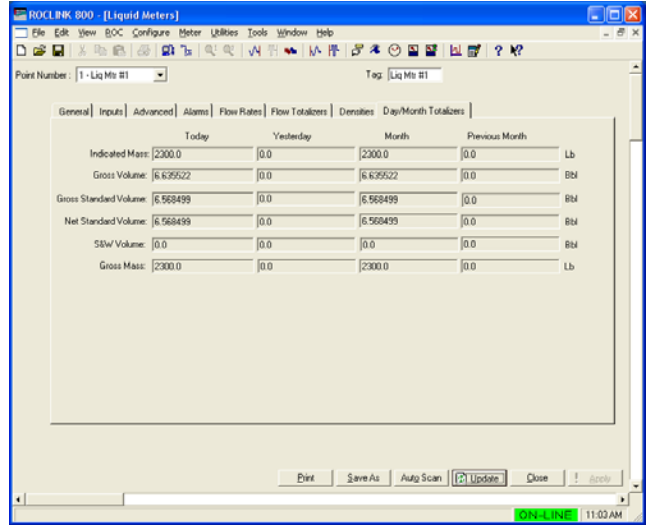 ROCLINK 800 - [Liquid Meters]
File Edit View ROC Configure Meter Utilities Tools Window Help
Point Number: 1 - Liq Mtr #1 Tag: Liq Mtr #1
General Inputs Advanced Alarms Flow Rates Flow Totalizers Densities Day/Month Totalizers
Today Yesterday Month Previous Month
Indicated Mass: 2300.0 0.0 2300.0 0.0 Lb
Gross Volume: 6.635522 0.0 6.635522 0.0 Bbl
Gross Standard Volume: 6.568499 0.0 6.568499 0.0 Bbl
Net Standard Volume: 6.568499 0.0 6.568499 0.0 Bbl
S&W Volume: 0.0 0.0 0.0 0.0 Bbl
Gross Mass: 2300.0 0.0 2300.0 0.0 Lb
Print Save As Auto Scan Update Close ! Apply
ON-LINE 11:03 AM